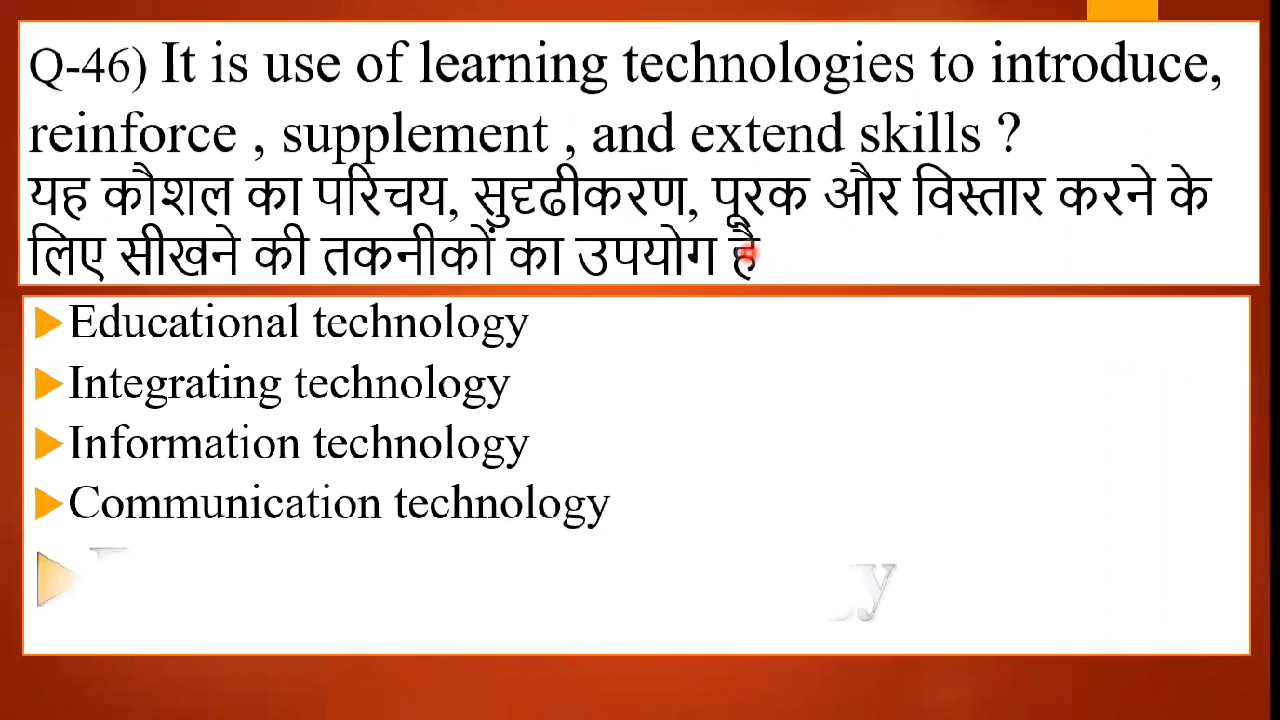 Q-46) It is use of learning technologies to introduce,
reinforce , supplement , and extend skills ?
यह कौशल का परिचय, सुदृढीकरण, पूरक और विस्तार करने के
लिए सीखने की तकनीकों का उपयोग है
Educational technology
Integrating technology
Information technology
Communication technology